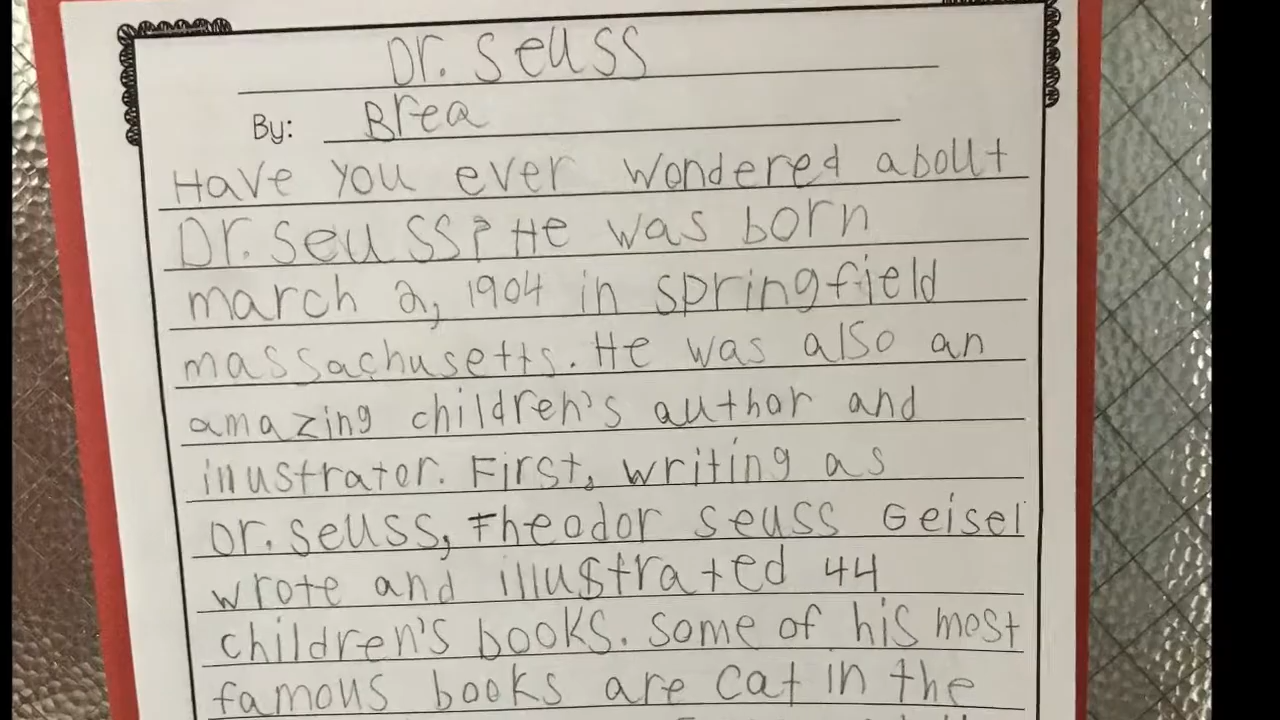 Dr. Seuss
By: Brea
Have you ever wondered about
Dr. Seuss? He was born
march 2, 1904 in springfield
massachusetts. He was also an
amazing children's author and
illustrator. First, writing as
Dr. Seuss, Theodor Seuss Geisel
wrote and illustrated 44
children's books. Some of his most
famous books are Cat in the